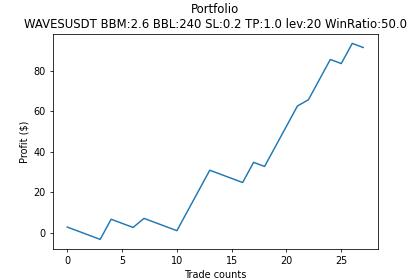 Portfolio
WAVESUSDT BBM:2.6 BBL:240 SL:0.2 TP:1.0 lev:20 WinRatio:50.0
Profit ($)
80
60
40
20
0
0 5 10 15 20 25
Trade counts